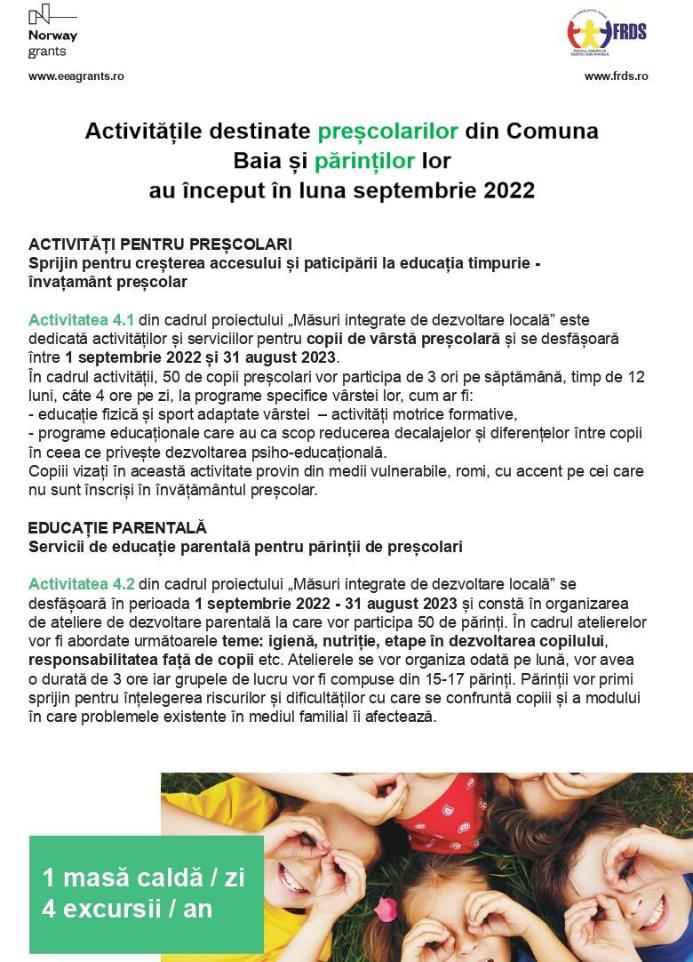 Norway
grants
FRDS
www.eeagrants.ro
www.frds.ro
Activitățile destinate preșcolarilor din Comuna
Baia și părinților lor
au început în luna septembrie 2022
ACTIVITĂȚI PENTRU PREȘCOLARI
Sprijin pentru creșterea accesului și paticipării la educația timpurie -
învațamânt preșcolar
Activitatea 4.1 din cadrul proiectului „Măsuri integrate de dezvoltare locală” este
dedicată activităților și serviciilor pentru copii de vârstă preșcolară și se desfășoară
între 1 septembrie 2022 și 31 august 2023.
În cadrul activității, 50 de copii preșcolari vor participa de 3 ori pe săptămână, timp de 12
luni, câte 4 ore pe zi, la programe specifice vârstei lor, cum ar fi:
- educație fizică și sport adaptate vârstei – activități motrice formative,
- programe educaționale care au ca scop reducerea decalajelor și diferențelor între copii
în ceea ce privește dezvoltarea psiho-educațională.
Copiii vizați în această activitate provin din medii vulnerabile, romi, cu accent pe cei care
nu sunt înscriși în învățământul preșcolar.
EDUCAȚIE PARENTALĂ
Servicii de educație parentală pentru părinții de preșcolari
Activitatea 4.2 din cadrul proiectului „Măsuri integrate de dezvoltare locală” se
desfășoară în perioada 1 septembrie 2022 - 31 august 2023 și constă în organizarea
de ateliere de dezvoltare parentală la care vor participa 50 de părinți. În cadrul atelierelor
vor fi abordate următoarele teme: igienă, nutriție, etape în dezvoltarea copilului,
responsabilitatea față de copii etc. Atelierele se vor organiza odată pe lună, vor avea
o durată de 3 ore iar grupele de lucru vor fi compuse din 15-17 părinți. Părinții vor primi
sprijin pentru înțelegerea riscurilor și dificultăților cu care se confruntă copiii și a modului
în care problemele existente în mediul familial îi afectează.
1 masă caldă / zi
4 excursii / an